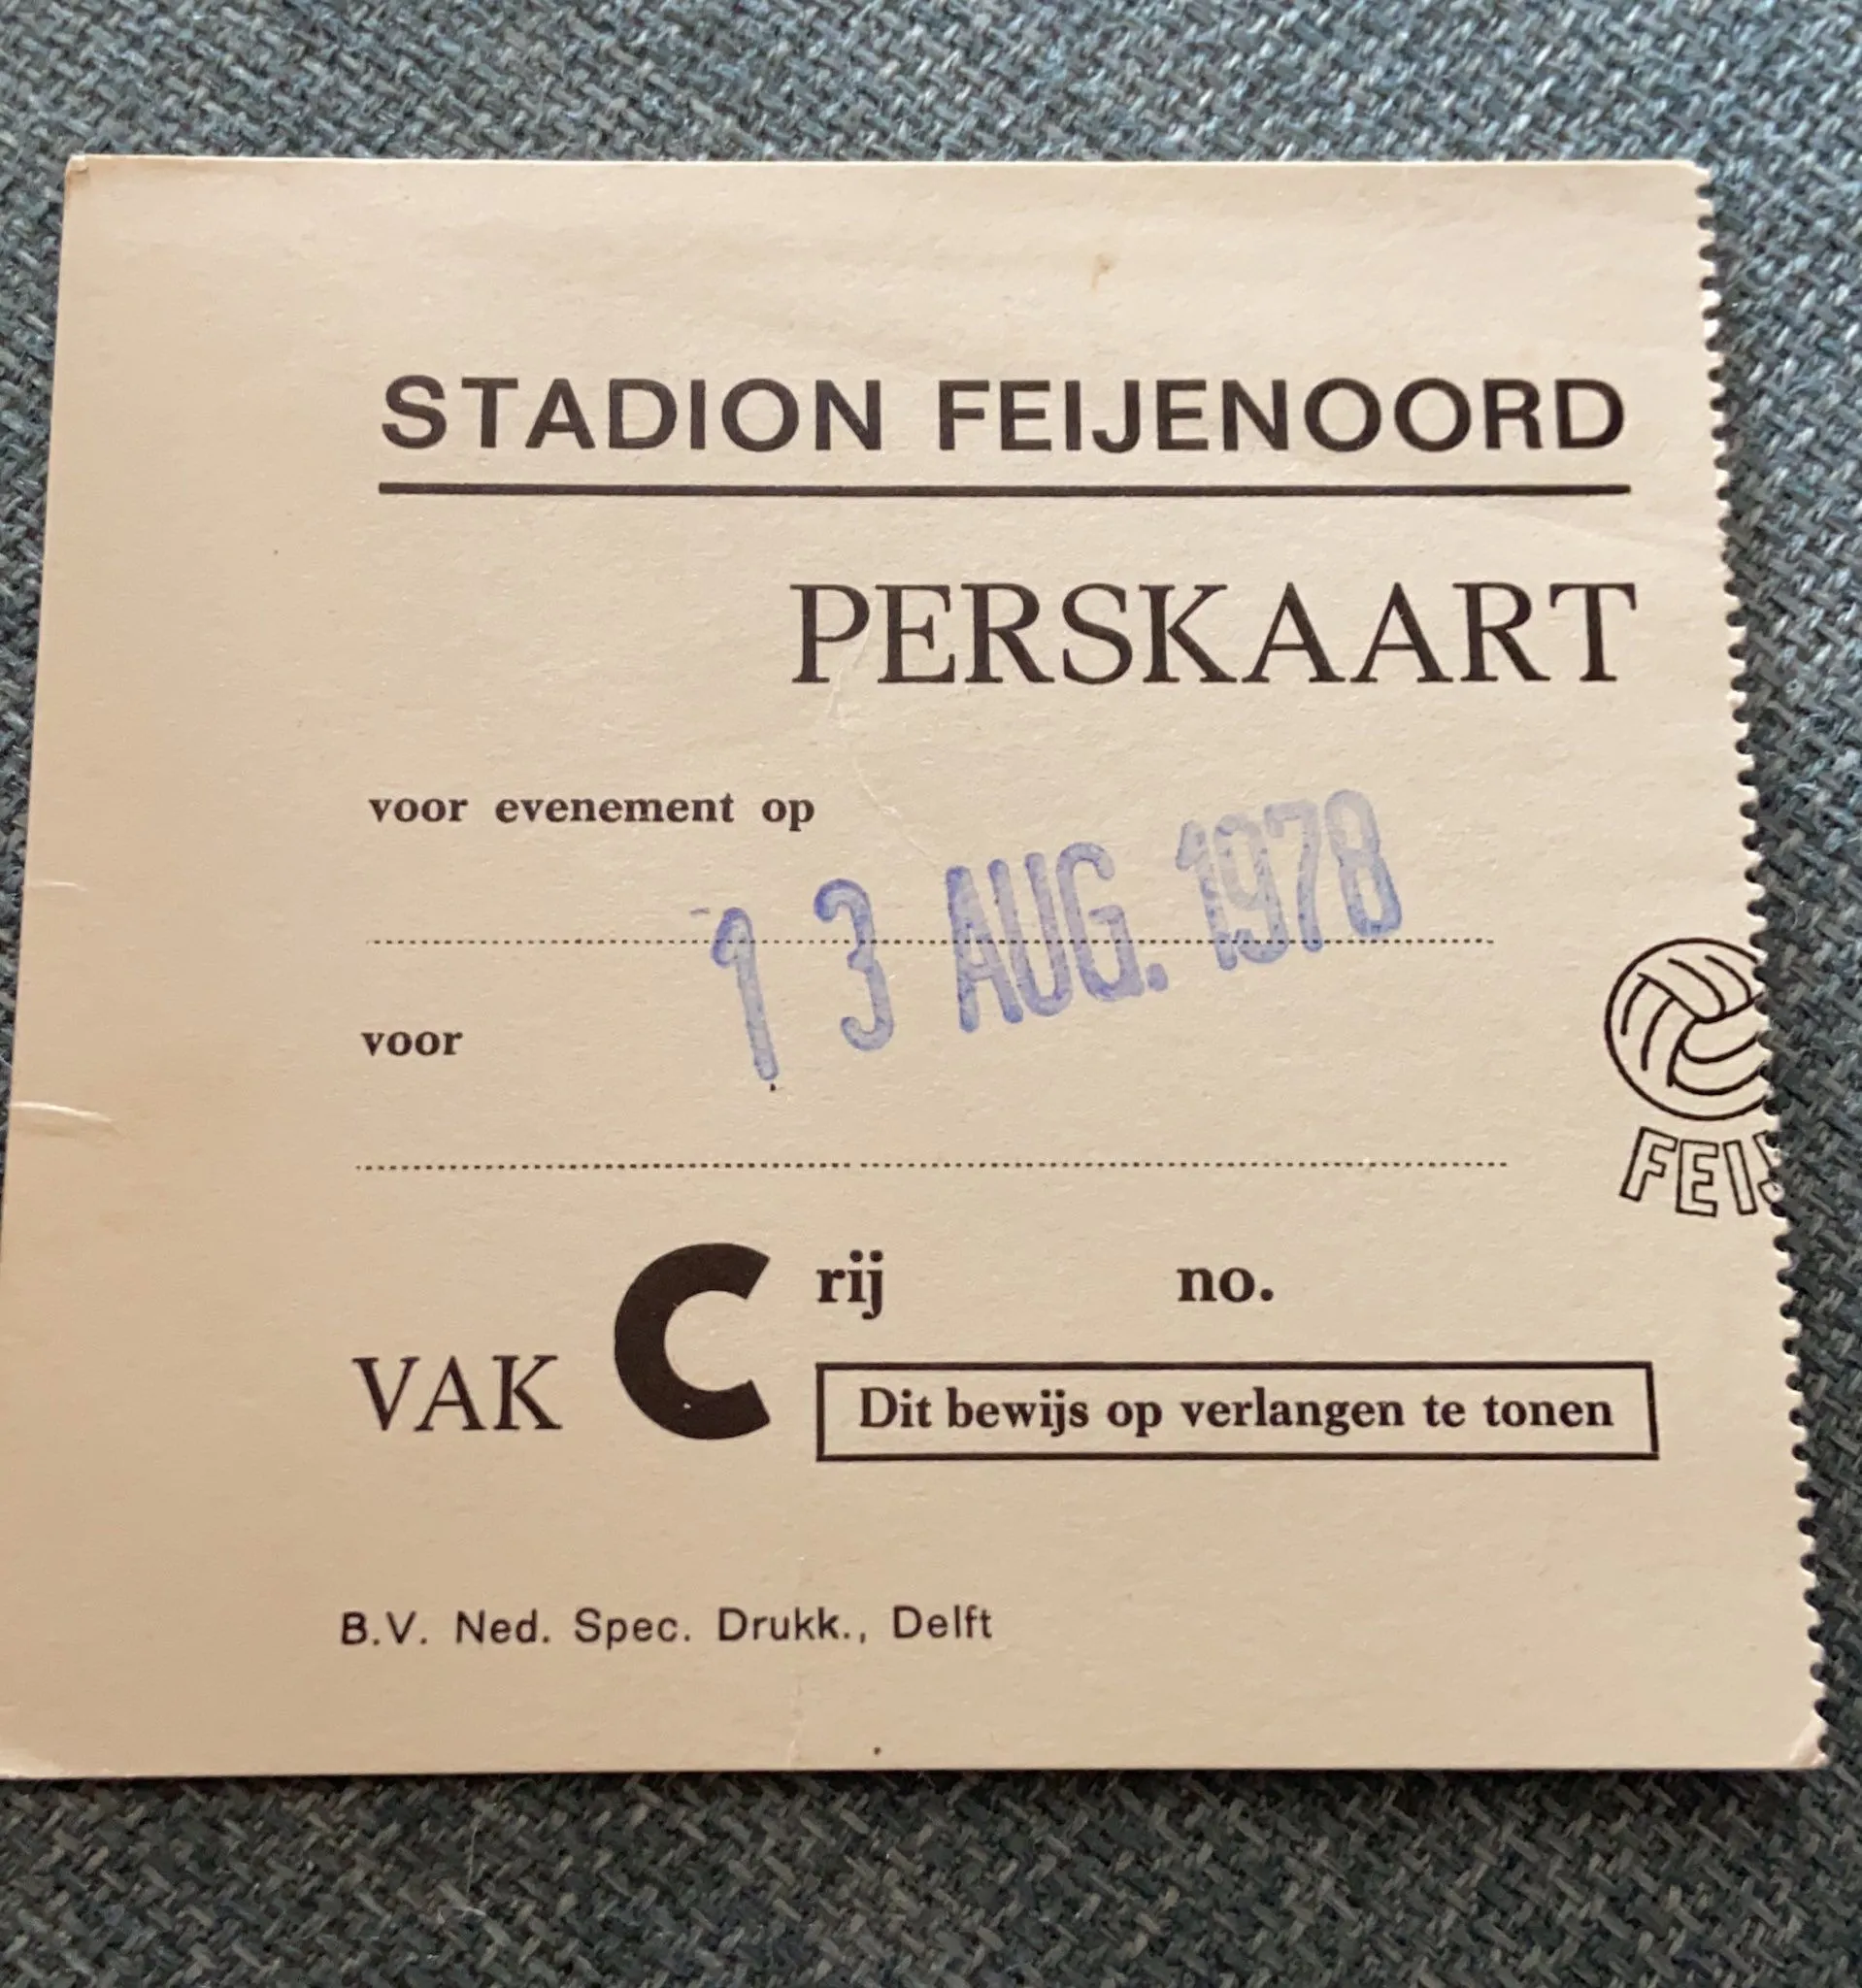 STADION FEIJENOORD
PERSKAART
voor evenement op
13 AUG. 1978
voor
FEIJ
VAK C rij no.
Dit bewijs op verlangen te tonen
B.V. Ned. Spec. Drukk., Delft